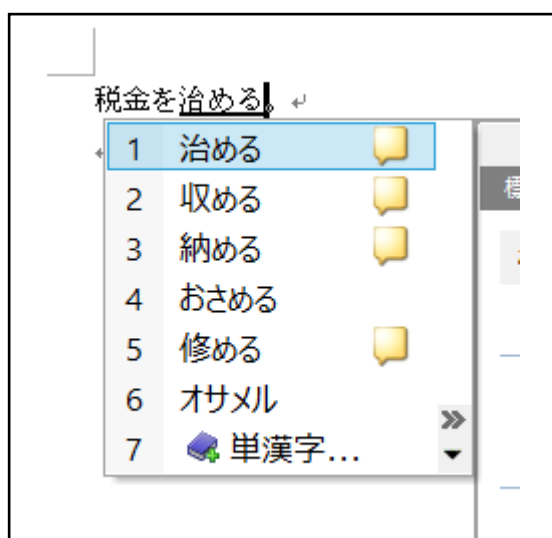 税金を治める。
1 治める
2 収める
3 納める
4 おさめる
5 修める
6 オサメル
7 単漢字...